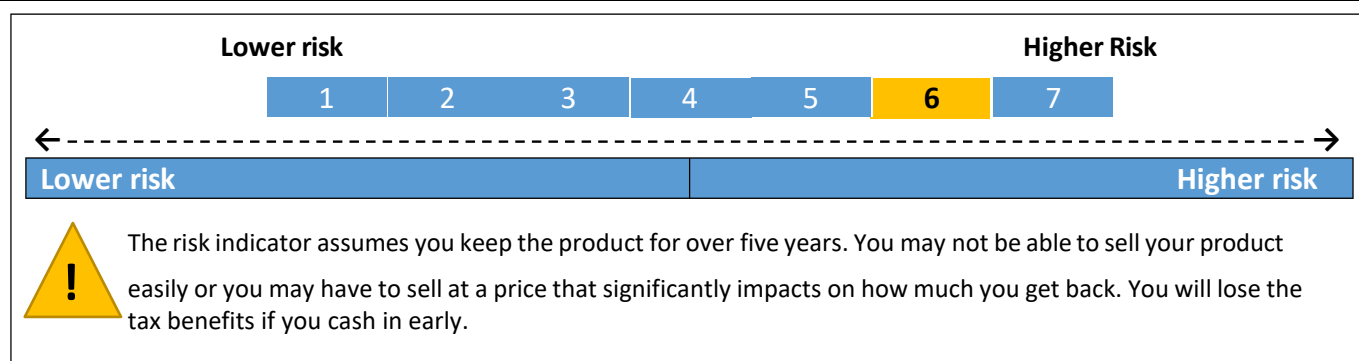 Lower risk Higher Risk
1 2 3 4 5 6 7
Lower risk Higher risk
The risk indicator assumes you keep the product for over five years. You may not be able to sell your product
! easily or you may have to sell at a price that significantly impacts on how much you get back. You will lose the
tax benefits if you cash in early.